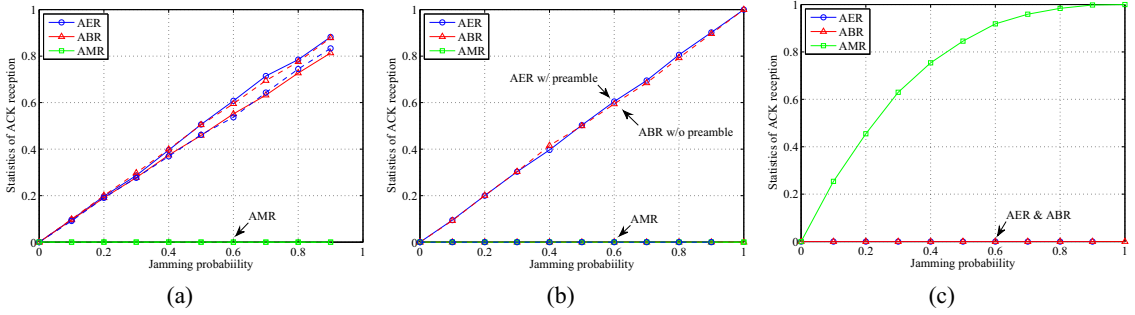 Statistics of ACK reception
1
0.8
0.6
0.4
0.2
0
AER
ABR
AMR
AMR
0 0.2 0.4 0.6 0.8 1
Jamming probabiility
(a)
Statistics of ACK reception
1
0.8
0.6
0.4
0.2
0
AER
ABR
AMR
AER w/ preamble
ABR w/o preamble
AMR
0 0.2 0.4 0.6 0.8 1
Jamming probabiility
(b)
Statistics of ACK reception
1
0.8
0.6
0.4
0.2
0
AER
ABR
AMR
AER & ABR
0 0.2 0.4 0.6 0.8 1
Jamming probabiility
(c)